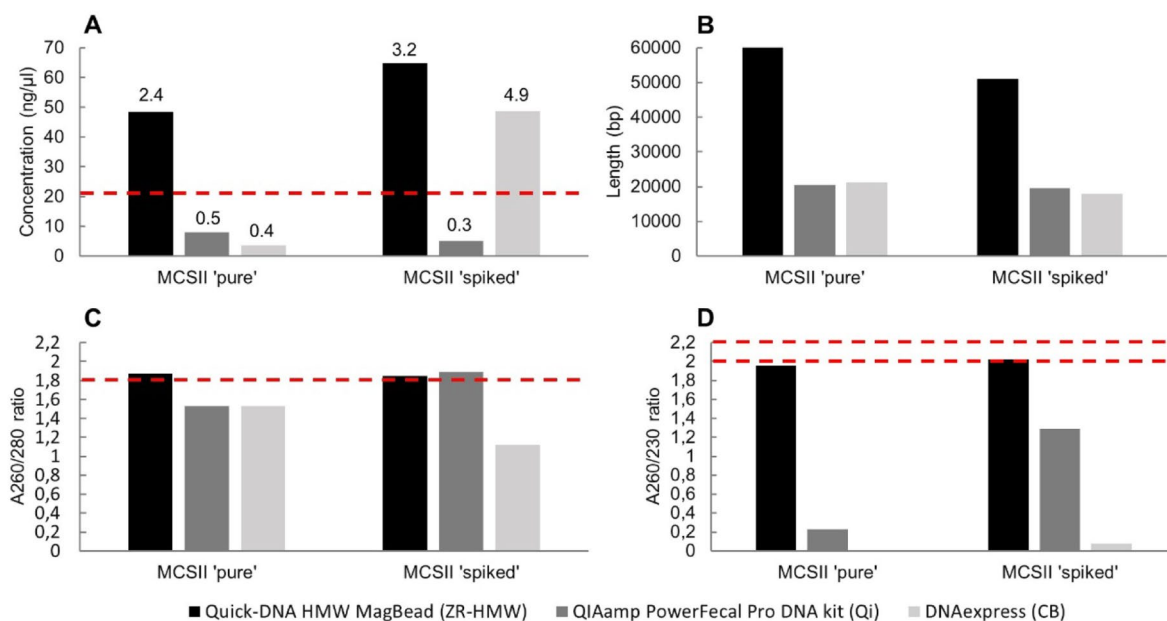 A
Concentration (ng/µl)
70
60
50
40
30
20
10
0
2.4
0.5
0.4
3.2
0.3
4.9
MCSII 'pure'
MCSII 'spiked'
B
Length (bp)
60000
50000
40000
30000
20000
10000
0
MCSII 'pure'
MCSII 'spiked'
C
A260/280 ratio
2,2
2
1,8
1,6
1,4
1,2
1
0,8
0,6
0,4
0,2
0
MCSII 'pure'
MCSII 'spiked'
D
A260/230 ratio
2,2
2
1,8
1,6
1,4
1,2
1
0,8
0,6
0,4
0,2
0
MCSII 'pure'
MCSII 'spiked'
Quick-DNA HMW MagBead (ZR-HMW)
QIAamp PowerFecal Pro DNA kit (Qi)
DNAexpress (CB)